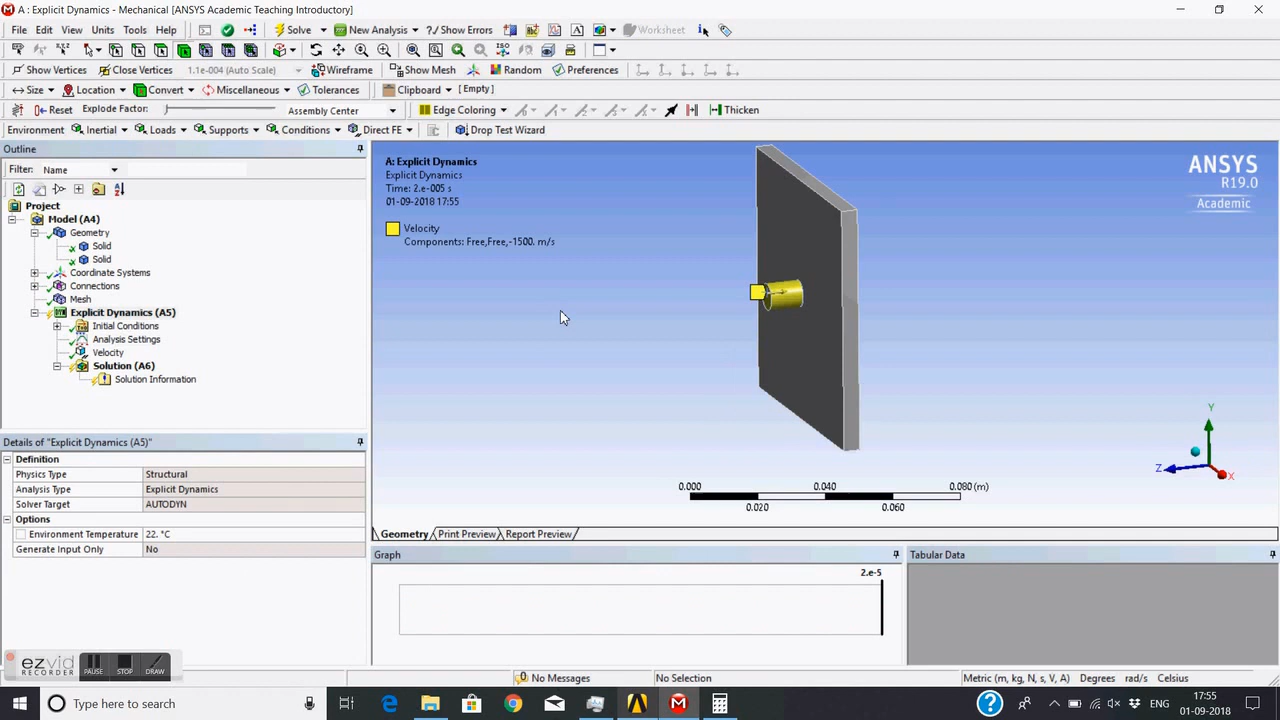 A : Explicit Dynamics - Mechanical [ANSYS Academic Teaching Introductory]
File Edit View Units Tools Help Solve New Analysis Show Errors Worksheet
Show Vertices Close Vertices 1.1e-004 (Auto Scale) Wireframe Show Mesh Random Preferences
Size Location Convert Miscellaneous Tolerances Clipboard [ Empty ]
Reset Explode Factor: Assembly Center Edge Coloring Thicken
Environment Inertial Loads Supports Conditions Direct FE Drop Test Wizard
Outline
Filter: Name
Project
Model (A4)
Geometry
Solid
Solid
Coordinate Systems
Connections
Mesh
Explicit Dynamics (A5)
Initial Conditions
Analysis Settings
Velocity
Solution (A6)
Solution Information
Details of "Explicit Dynamics (A5)"
Definition
Physics Type Structural
Analysis Type Explicit Dynamics
Solver Target AUTODYN
Options
Environment Temperature 22. °C
Generate Input Only No
A: Explicit Dynamics
Explicit Dynamics
Time: 2.e-005 s
01-09-2018 17:55
Velocity
Components: Free,Free,-1500. m/s
ANSYS
R19.0
Academic
Y
Z
X
0.000 0.040 0.080 (m)
0.020 0.060
Geometry Print Preview Report Preview
Graph
Tabular Data
2.e-5
ezvid
RECORDER
PAUSE STOP DRAW
0 No Messages No Selection Metric (m, kg, N, s, V, A) Degrees rad/s Celsius
Type here to search
ENG
17:55
01-09-2018